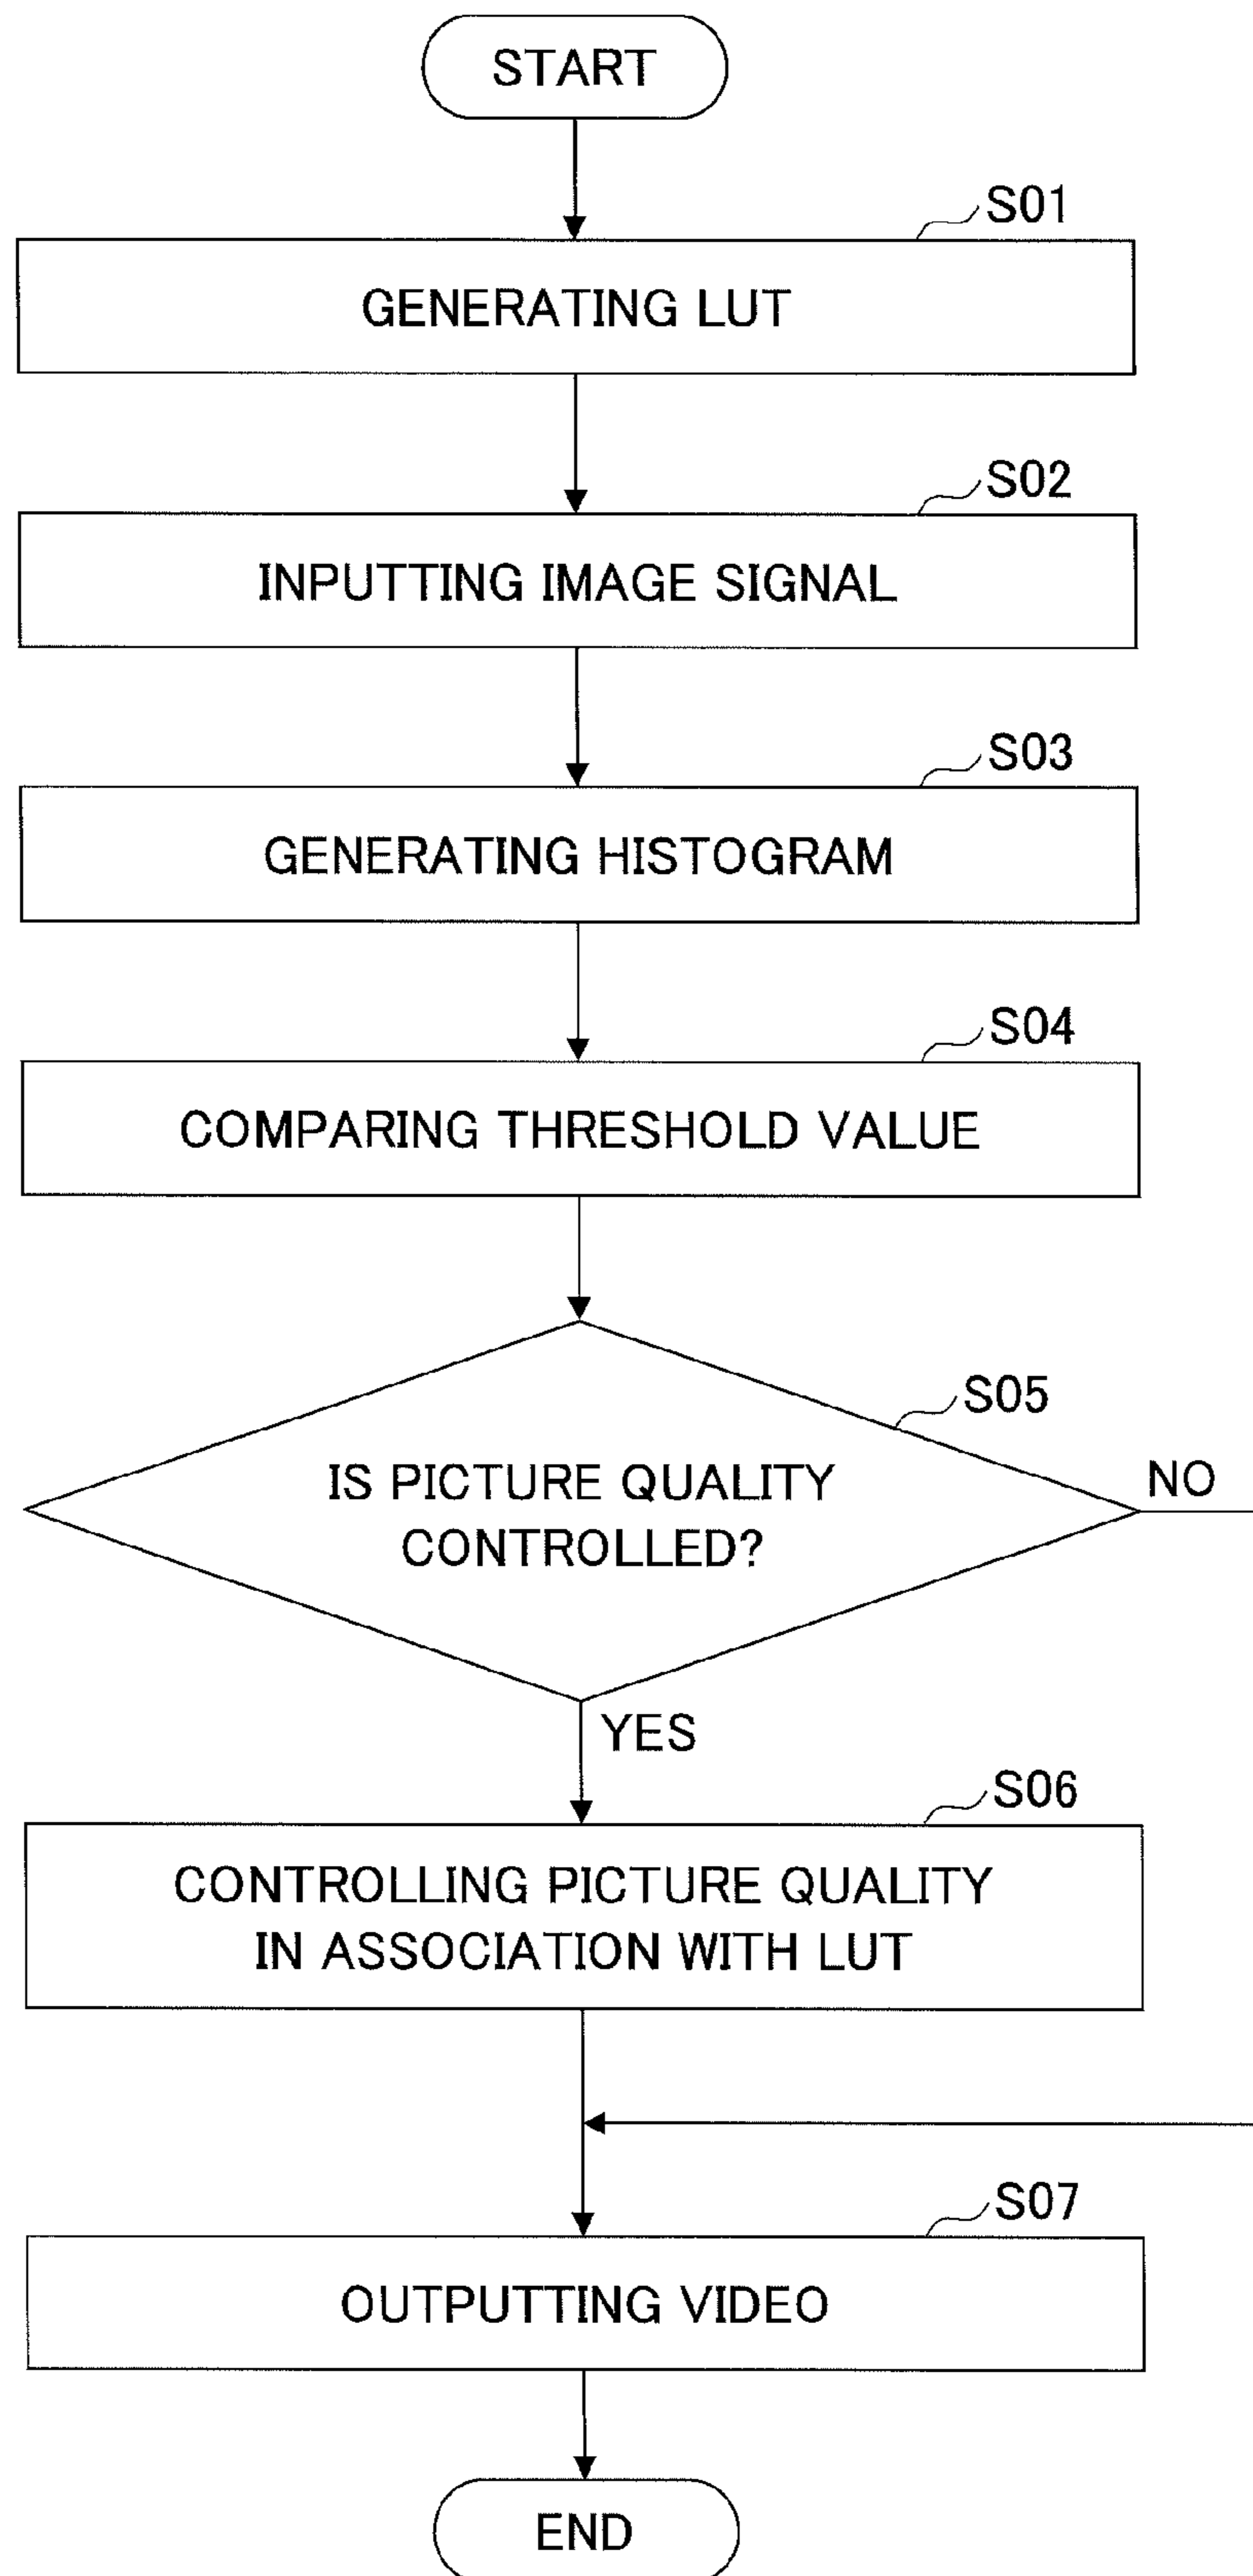 START
S01
GENERATING LUT
S02
INPUTTING IMAGE SIGNAL
S03
GENERATING HISTOGRAM
S04
COMPARING THRESHOLD VALUE
S05
IS PICTURE QUALITY
CONTROLLED?
NO
YES
S06
CONTROLLING PICTURE QUALITY
IN ASSOCIATION WITH LUT
S07
OUTPUTTING VIDEO
END